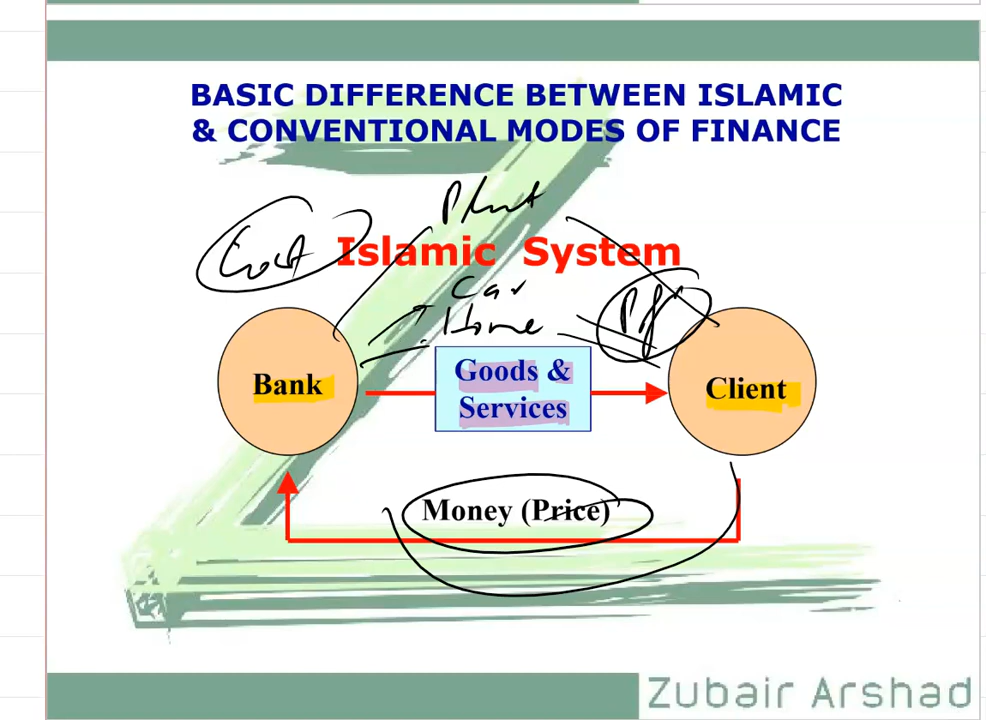 BASIC DIFFERENCE BETWEEN ISLAMIC
& CONVENTIONAL MODES OF FINANCE
Plant
Cost
Islamic System
Car
Home
Bank
Goods &
Services
Client
Money (Price)
Zubair Arshad